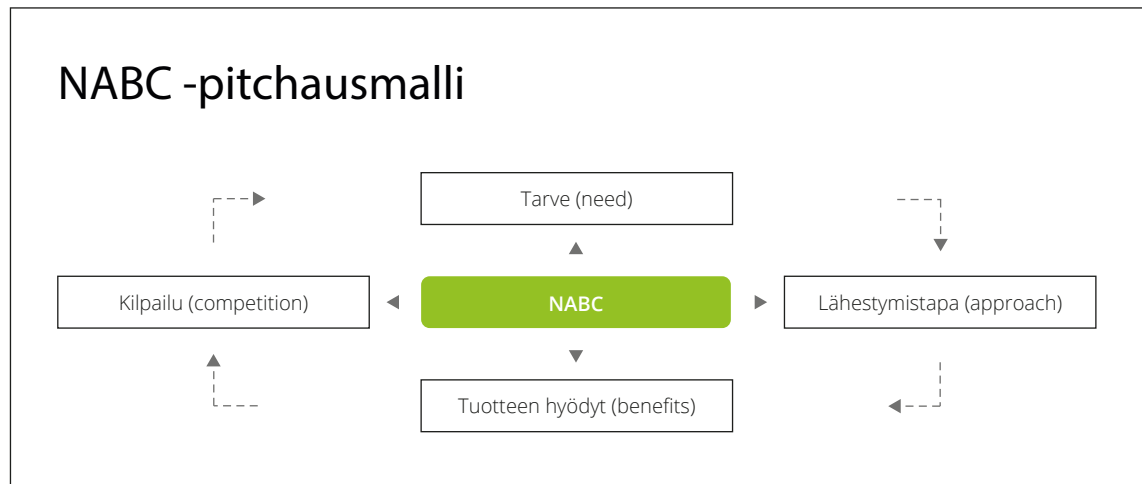 NABC -pitchausmalli
Tarve (need)
Kilpailu (competition)
NABC
Lähestymistapa (approach)
Tuotteen hyödyt (benefits)